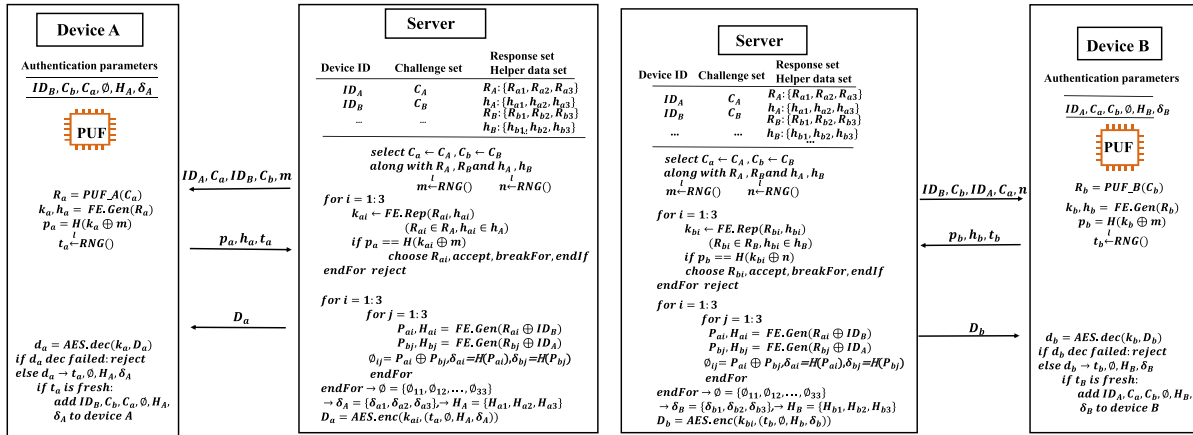 Device A
Authentication parameters
ID_B, C_b, C_a, ∅, H_A, δ_A
PUF
R_a = PUF_A(C_a)
k_a, h_a = FE.Gen(R_a)
p_a = H(k_a ⊕ m)
t_a ←^l RNG()
d_a = AES.dec(k_a, D_a)
if d_a dec failed: reject
else d_a → t_a, ∅, H_A, δ_A
if t_a is fresh:
add ID_B, C_b, C_a, ∅, H_A,
δ_A to device A
ID_A, C_a, ID_B, C_b, m
p_a, h_a, t_a
D_a
Server
Device ID Challenge set Response set
Helper data set
ID_A C_A R_A: {R_a1, R_a2, R_a3}
h_A: {h_a1, h_a2, h_a3}
ID_B C_B R_B: {R_b1, R_b2, R_b3}
... ... h_B: {h_b1, h_b2, h_b3}
select C_a ← C_A, C_b ← C_B
along with R_A, R_B and h_A, h_B
m ←^l RNG() n ←^l RNG()
for i = 1: 3
k_ai ← FE.Rep(R_ai, h_ai)
(R_ai ∈ R_A, h_ai ∈ h_A)
if p_a == H(k_ai ⊕ m)
choose R_ai, accept, breakFor, endIf
endFor reject
for i = 1: 3
for j = 1: 3
P_ai, H_ai = FE.Gen(R_ai ⊕ ID_B)
P_bj, H_bj = FE.Gen(R_bj ⊕ ID_A)
∅_ij = P_ai ⊕ P_bj, δ_ai = H(P_ai), δ_bj = H(P_bj)
endFor
endFor → ∅ = {∅_11, ∅_12, ..., ∅_33}
→ δ_A = {δ_a1, δ_a2, δ_a3}, → H_A = {H_a1, H_a2, H_a3}
D_a = AES.enc(k_ai, (t_a, ∅, H_A, δ_A))
Server
Device ID Challenge set Response set
Helper data set
ID_A C_A R_A: {R_a1, R_a2, R_a3}
h_A: {h_a1, h_a2, h_a3}
ID_B C_B R_B: {R_b1, R_b2, R_b3}
... ... h_B: {h_b1, h_b2, h_b3}
...
select C_a ← C_A, C_b ← C_B
along with R_A, R_B and h_A, h_B
m ←^l RNG() n ←^l RNG()
for i = 1: 3
k_bi ← FE.Rep(R_bi, h_bi)
(R_bi ∈ R_B, h_bi ∈ h_B)
if p_b == H(k_bi ⊕ n)
choose R_bi, accept, breakFor, endIf
endFor reject
for i = 1: 3
for j = 1: 3
P_ai, H_ai = FE.Gen(R_ai ⊕ ID_B)
P_bj, H_bj = FE.Gen(R_bj ⊕ ID_A)
∅_ij = P_ai ⊕ P_bj, δ_ai = H(P_ai), δ_bj = H(P_bj)
endFor
endFor → ∅ = {∅_11, ∅_12, ..., ∅_33}
→ δ_B = {δ_b1, δ_b2, δ_b3}, → H_B = {H_b1, H_b2, H_b3}
D_b = AES.enc(k_bi, (t_b, ∅, H_b, δ_b))
ID_B, C_b, ID_A, C_a, n
p_b, h_b, t_b
D_b
Device B
Authentication parameters
ID_A, C_a, C_b, ∅, H_B, δ_B
PUF
R_b = PUF_B(C_b)
k_b, h_b = FE.Gen(R_b)
p_b = H(k_b ⊕ m)
t_b ←^l RNG()
d_b = AES.dec(k_b, D_b)
if d_b dec failed: reject
else d_b → t_b, ∅, H_B, δ_B
if t_B is fresh:
add ID_A, C_a, C_b, ∅, H_B,
δ_B to device B